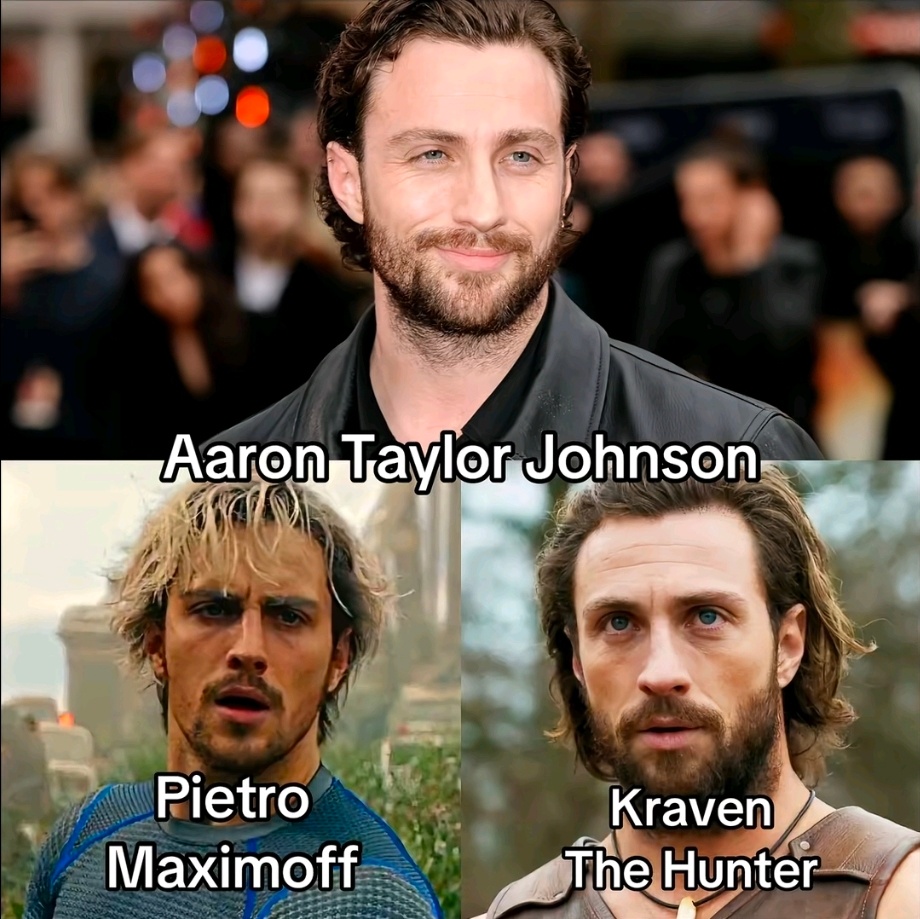 Aaron Taylor Johnson
Pietro
Maximoff
Kraven
The Hunter